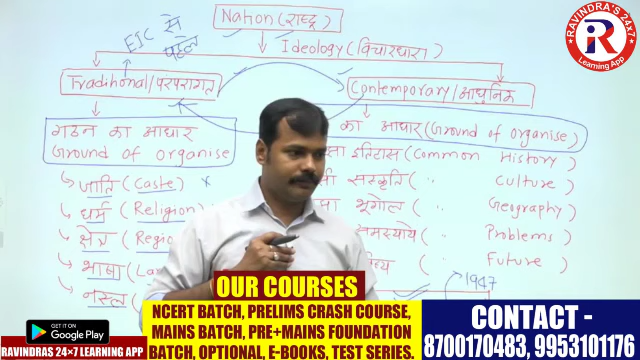 Nation (राष्ट्र)
EIC से पहले
Ideology (विचारधारा)
Traditional/परंपरागत
Contemporary/आधुनिक
गठन का आधार
Ground of organise
का आधार (Ground of organise)
इतिहास (Common History)
जाति (Caste) x
संस्कृति ( " Culture )
धर्म (Religion)
भूगोल ( " Geography )
क्षेत्र (Regio
समस्यायें ( " Problems )
भाषा (La
( " Future )
नस्ल
1947
RAVINDRA'S 24x7
R
Learning App
OUR COURSES
NCERT BATCH, PRELIMS CRASH COURSE,
MAINS BATCH, PRE+MAINS FOUNDATION
BATCH, OPTIONAL, E-BOOKS, TEST SERIES.
CONTACT -
8700170483, 9953101176
GET IT ON
Google Play
RAVINDRAS 24×7 LEARNING APP